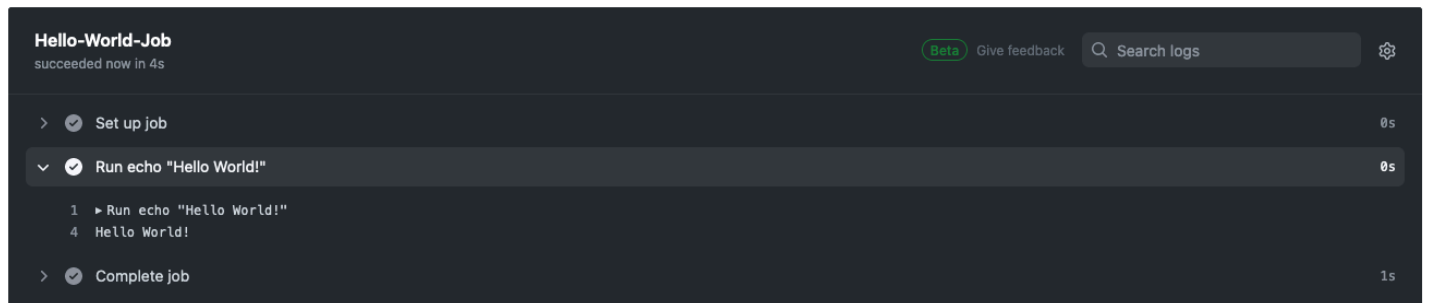 Hello-World-Job
succeeded now in 4s
Beta Give feedback Search logs
Set up job 0s
Run echo "Hello World!" 0s
1 ▸ Run echo "Hello World!"
4 Hello World!
Complete job 1s